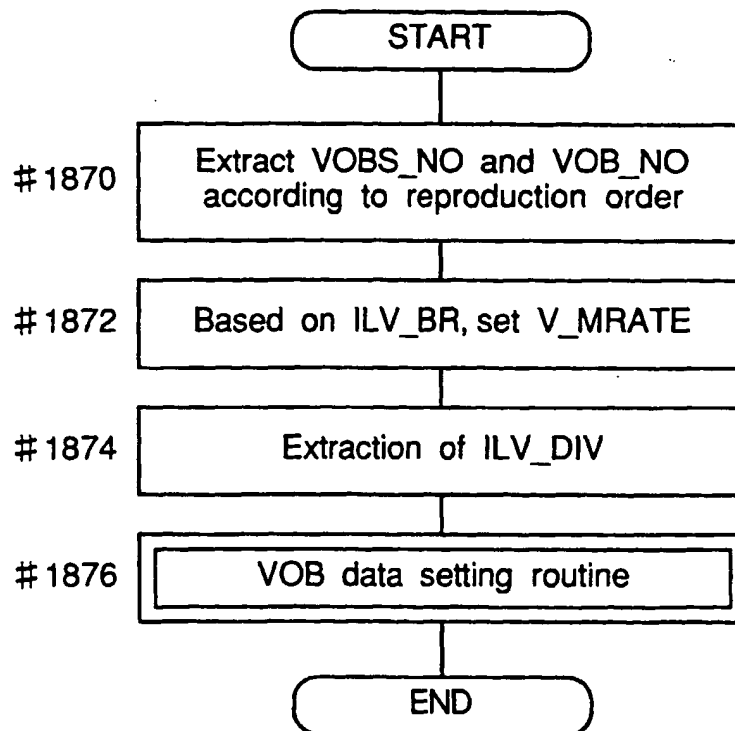 START
#1870
Extract VOBS_NO and VOB_NO
according to reproduction order
#1872
Based on ILV_BR, set V_MRATE
#1874
Extraction of ILV_DIV
#1876
VOB data setting routine
END